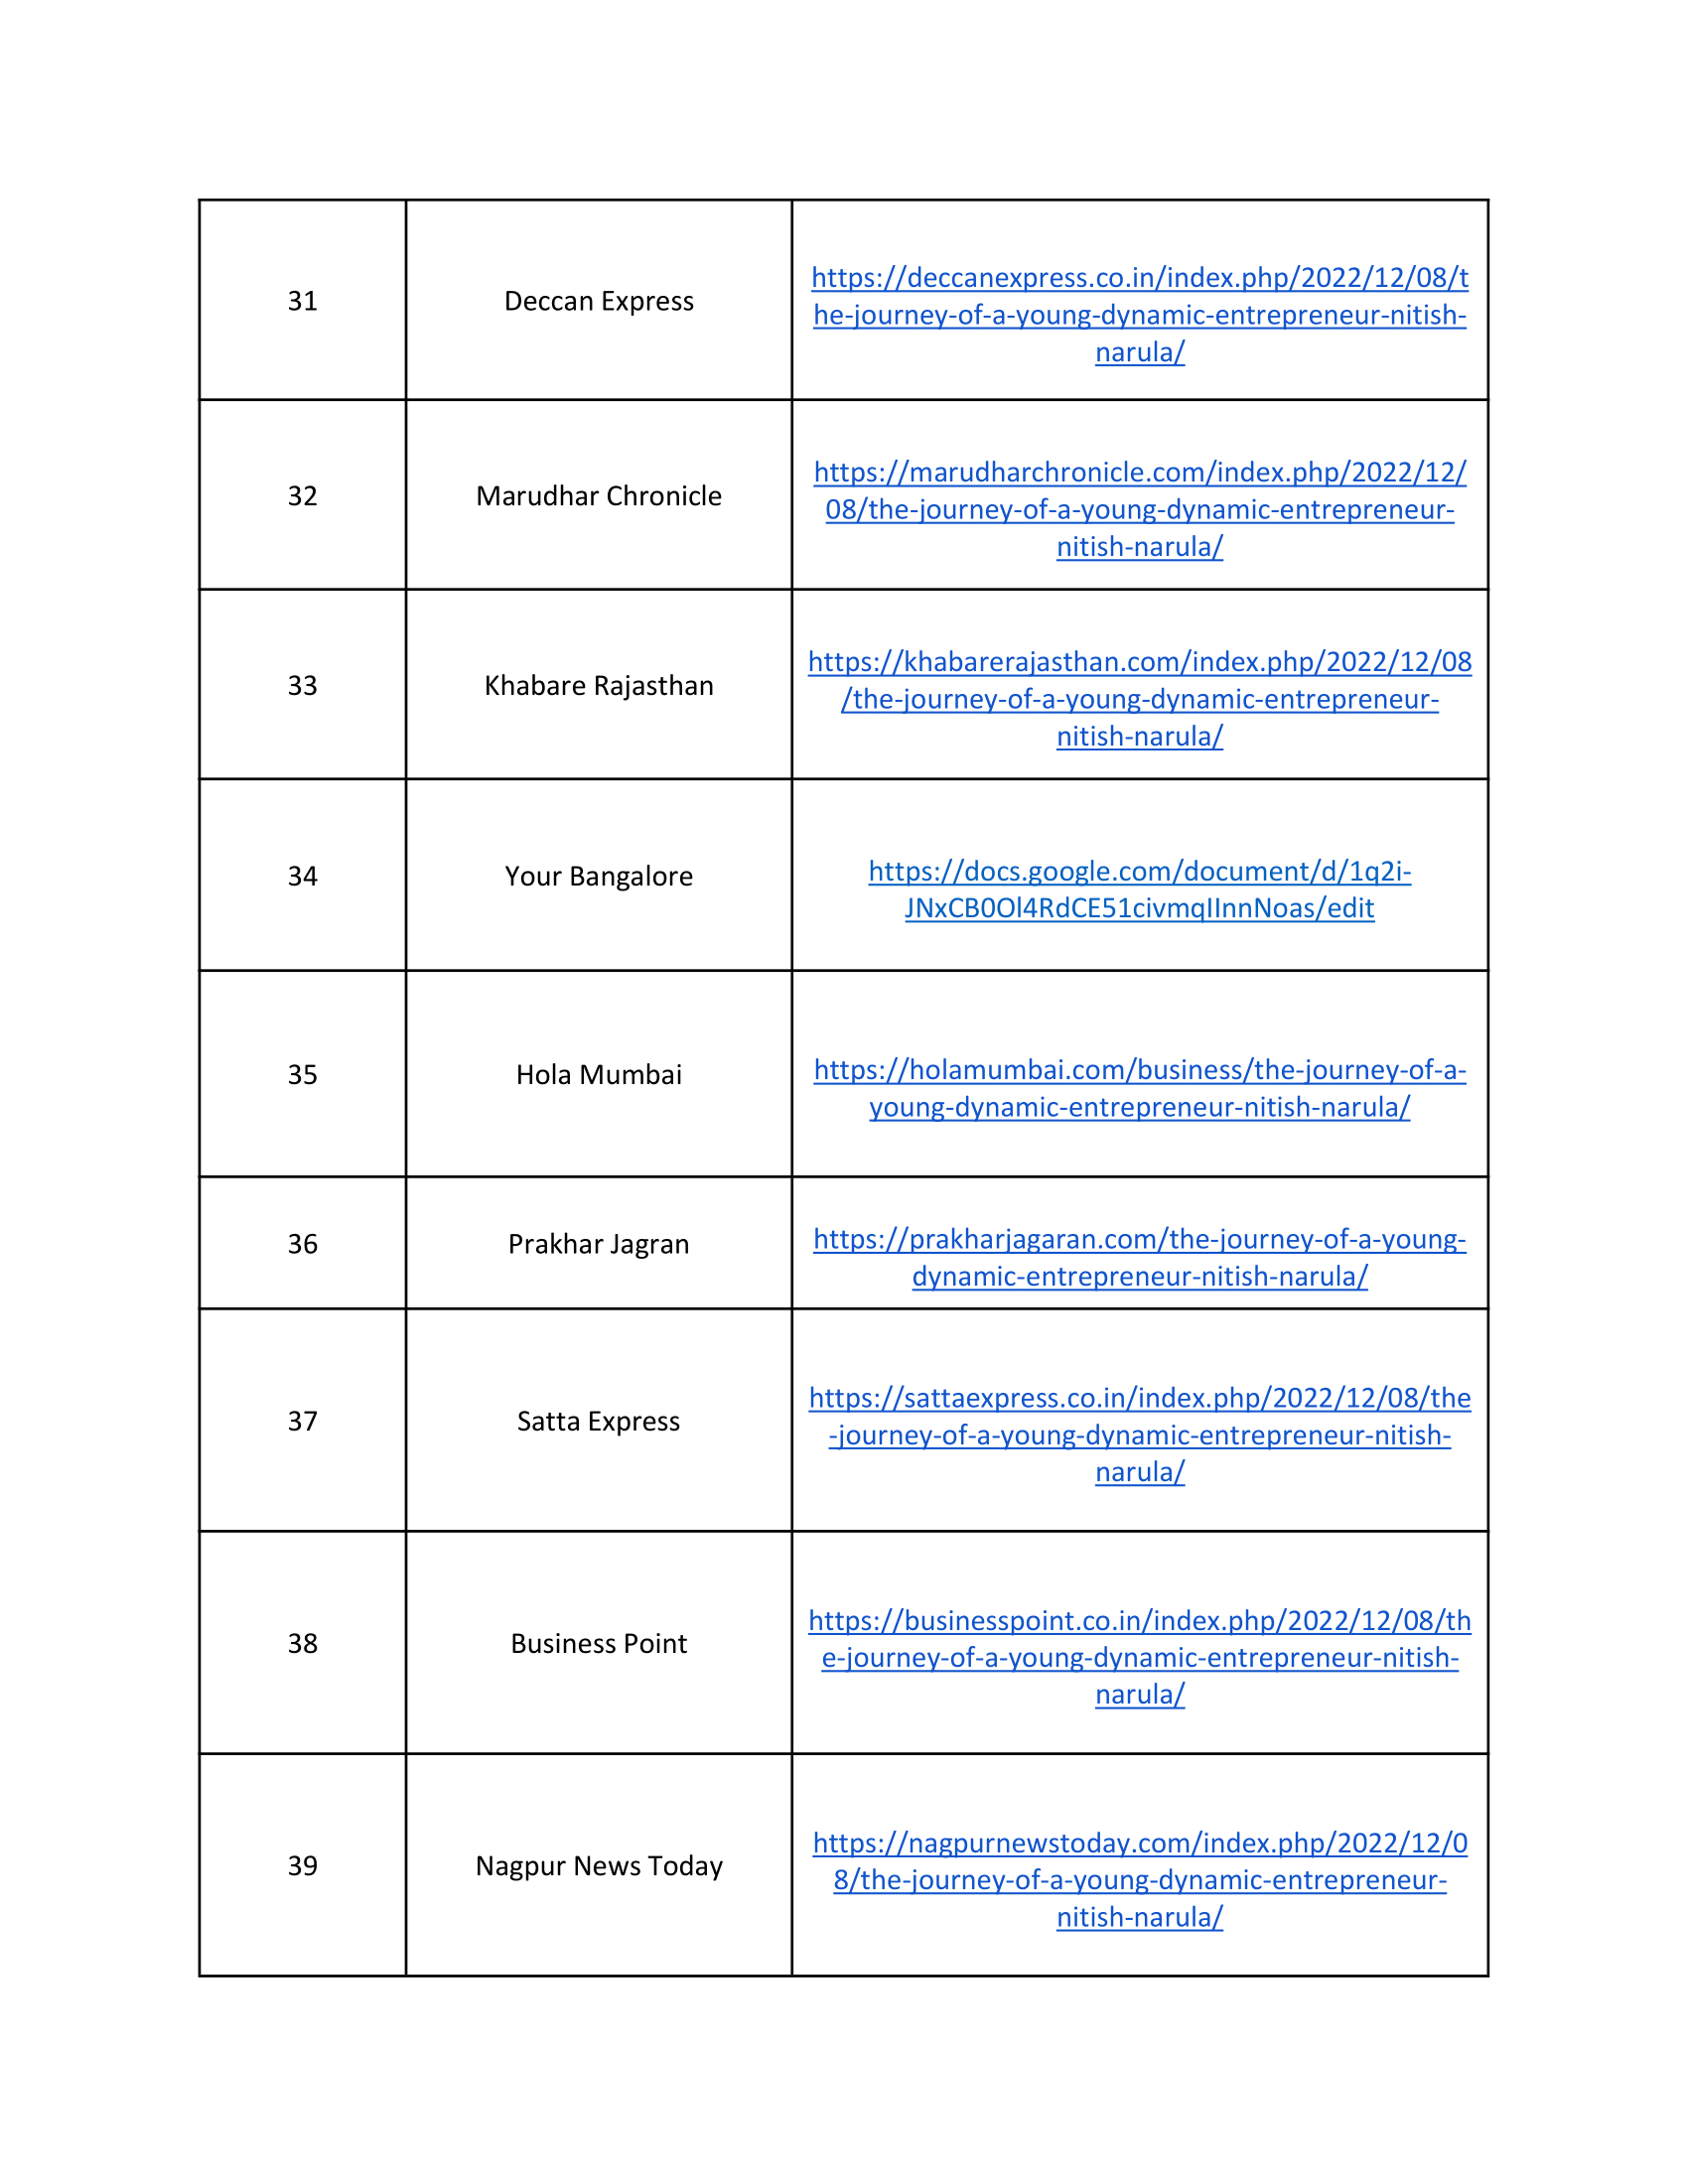 31
Deccan Express
https://deccanexpress.co.in/index.php/2022/12/08/t
he-journey-of-a-young-dynamic-entrepreneur-nitish-
narula/
32
Marudhar Chronicle
https://marudharchronicle.com/index.php/2022/12/
08/the-journey-of-a-young-dynamic-entrepreneur-
nitish-narula/
33
Khabare Rajasthan
https://khabarerajasthan.com/index.php/2022/12/08
/the-journey-of-a-young-dynamic-entrepreneur-
nitish-narula/
34
Your Bangalore
https://docs.google.com/document/d/1q2i-
JNxCB0Ol4RdCE51civmqIInnNoas/edit
35
Hola Mumbai
https://holamumbai.com/business/the-journey-of-a-
young-dynamic-entrepreneur-nitish-narula/
36
Prakhar Jagran
https://prakharjagaran.com/the-journey-of-a-young-
dynamic-entrepreneur-nitish-narula/
37
Satta Express
https://sattaexpress.co.in/index.php/2022/12/08/the
-journey-of-a-young-dynamic-entrepreneur-nitish-
narula/
38
Business Point
https://businesspoint.co.in/index.php/2022/12/08/th
e-journey-of-a-young-dynamic-entrepreneur-nitish-
narula/
39
Nagpur News Today
https://nagpurnewstoday.com/index.php/2022/12/0
8/the-journey-of-a-young-dynamic-entrepreneur-
nitish-narula/